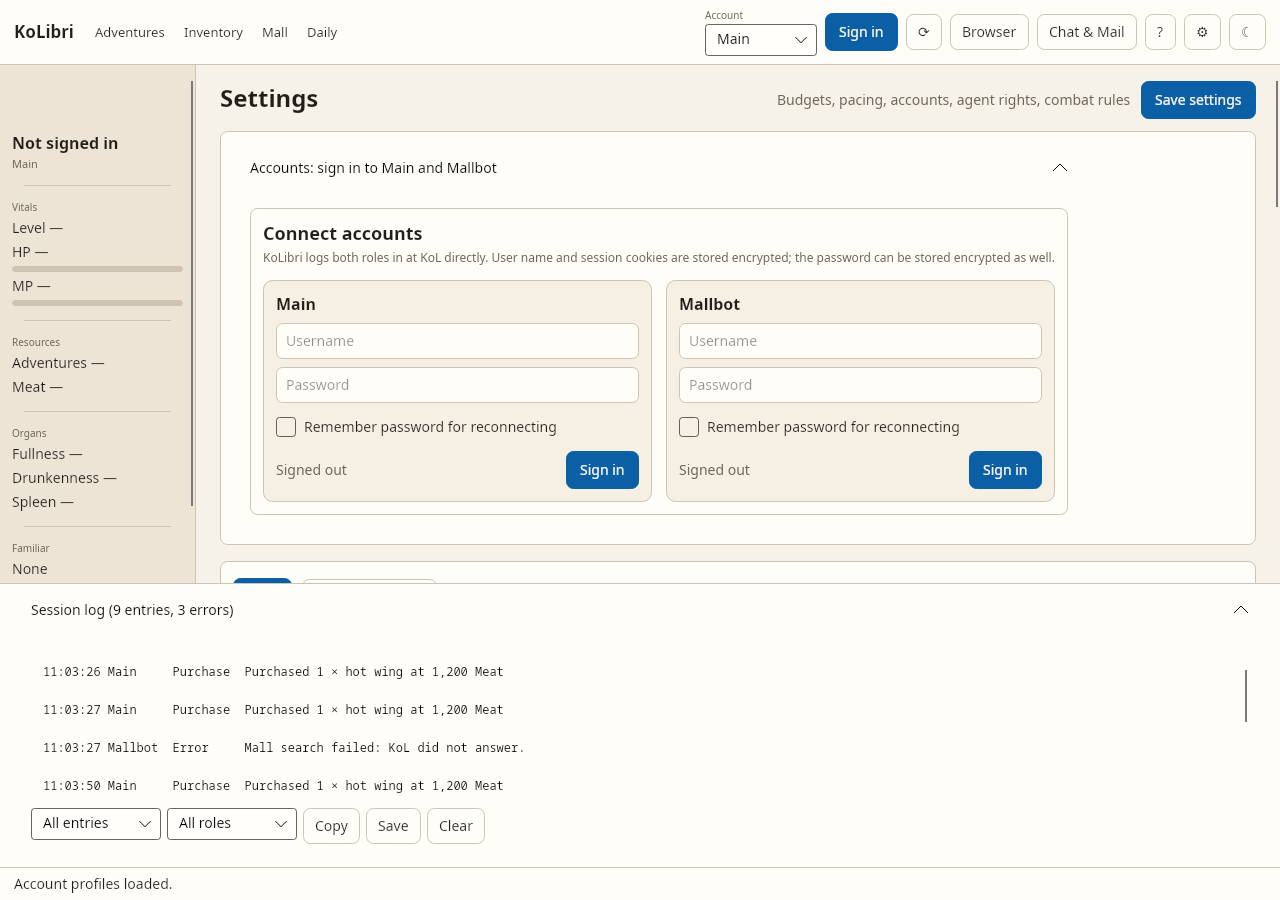 KoLibri
Adventures
Inventory
Mall
Daily
Account
Main
Sign in
⟳
Browser
Chat & Mail
?
⚙
☾
Not signed in
Main
Vitals
Level —
HP —
MP —
Resources
Adventures —
Meat —
Organs
Fullness —
Drunkenness —
Spleen —
Familiar
None
Settings
Budgets, pacing, accounts, agent rights, combat rules
Save settings
Accounts: sign in to Main and Mallbot
Connect accounts
KoLibri logs both roles in at KoL directly. User name and session cookies are stored encrypted; the password can be stored encrypted as well.
Main
Username
Password
Remember password for reconnecting
Signed out
Sign in
Mallbot
Username
Password
Remember password for reconnecting
Signed out
Sign in
Session log (9 entries, 3 errors)
11:03:26 Main Purchase Purchased 1 × hot wing at 1,200 Meat
11:03:27 Main Purchase Purchased 1 × hot wing at 1,200 Meat
11:03:27 Mallbot Error Mall search failed: KoL did not answer.
11:03:50 Main Purchase Purchased 1 × hot wing at 1,200 Meat
All entries
All roles
Copy
Save
Clear
Account profiles loaded.